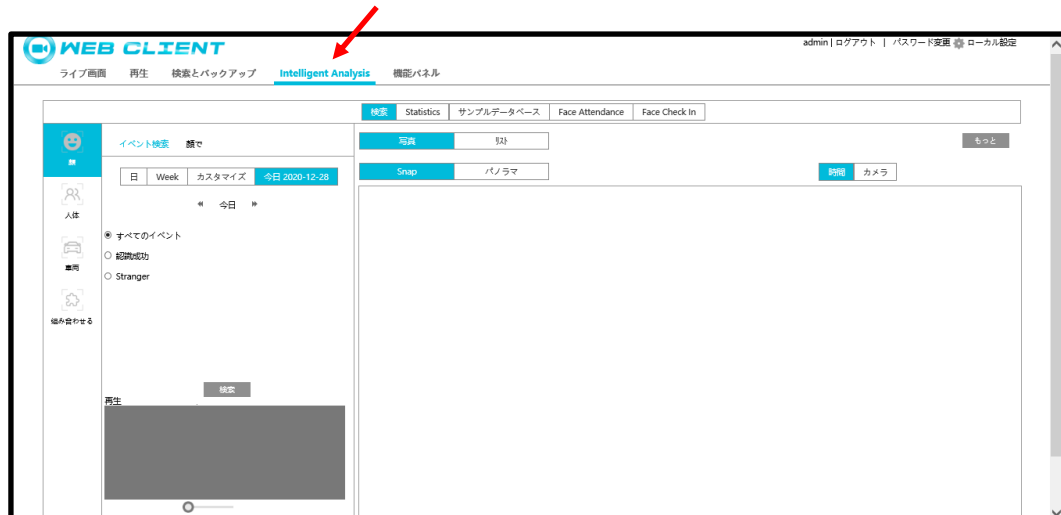 WEB CLIENT
admin | ログアウト | パスワード変更 ローカル設定
ライブ画面 再生 検索とバックアップ Intelligent Analysis 機能パネル
検索 Statistics サンプルデータベース Face Attendance Face Check In
顔
人体
車両
組み合わせる
イベント検索 顔で
日 Week カスタマイズ 今日 2020-12-28
今日
すべてのイベント
認識成功
Stranger
検索
再生
写真 リスト
もっと
Snap パノラマ
時間 カメラ